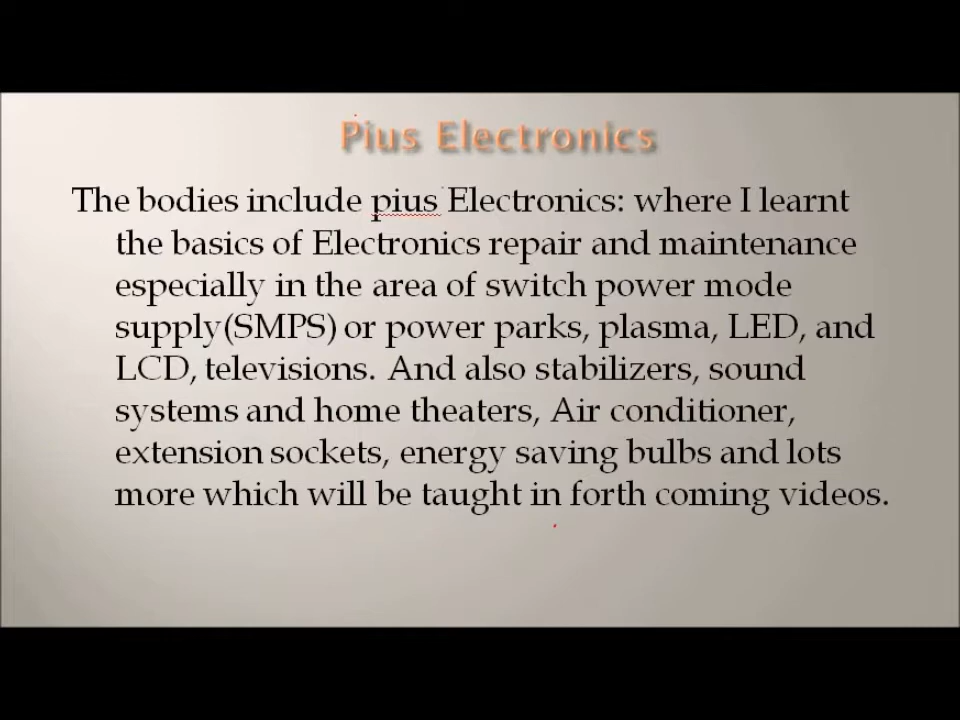 Pius Electronics
The bodies include pius Electronics: where I learnt
the basics of Electronics repair and maintenance
especially in the area of switch power mode
supply(SMPS) or power parks, plasma, LED, and
LCD, televisions. And also stabilizers, sound
systems and home theaters, Air conditioner,
extension sockets, energy saving bulbs and lots
more which will be taught in forth coming videos.